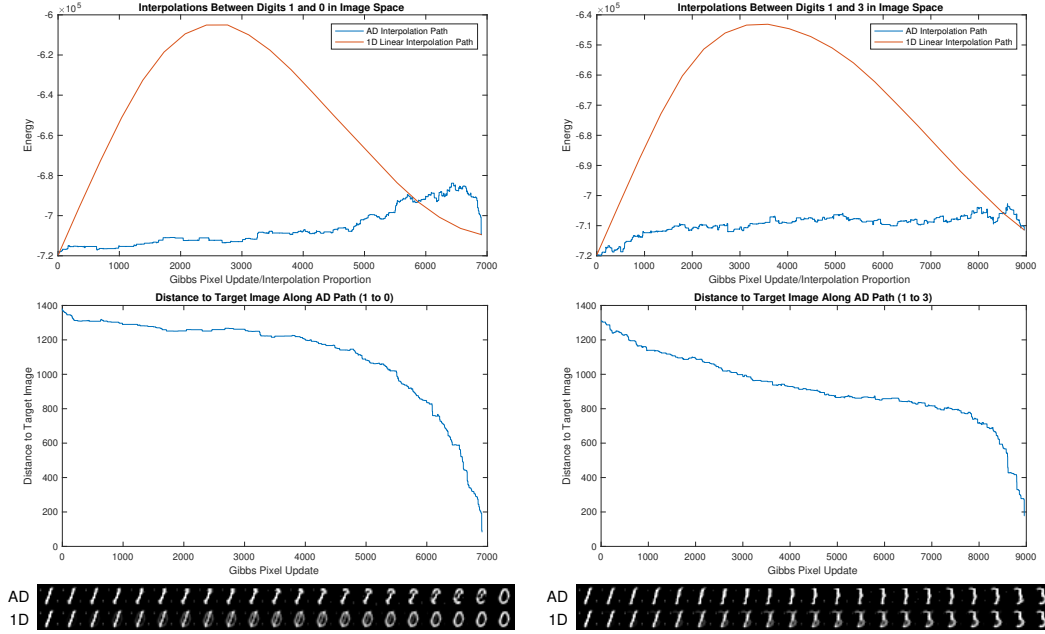 Interpolations Between Digits 1 and 0 in Image Space
×10⁵
-6
-6.2
-6.4
-6.6
-6.8
-7
-7.2
Energy
AD Interpolation Path
1D Linear Interpolation Path
0 1000 2000 3000 4000 5000 6000 7000
Gibbs Pixel Update/Interpolation Proportion
Interpolations Between Digits 1 and 3 in Image Space
×10⁵
-6.4
-6.5
-6.6
-6.7
-6.8
-6.9
-7
-7.1
-7.2
Energy
AD Interpolation Path
1D Linear Interpolation Path
0 1000 2000 3000 4000 5000 6000 7000 8000 9000
Gibbs Pixel Update/Interpolation Proportion
Distance to Target Image Along AD Path (1 to 0)
1400
1200
1000
800
600
400
200
0
Distance to Target Image
0 1000 2000 3000 4000 5000 6000 7000
Gibbs Pixel Update
Distance to Target Image Along AD Path (1 to 3)
1400
1200
1000
800
600
400
200
0
Distance to Target Image
0 1000 2000 3000 4000 5000 6000 7000 8000 9000
Gibbs Pixel Update
AD
1D
AD
1D